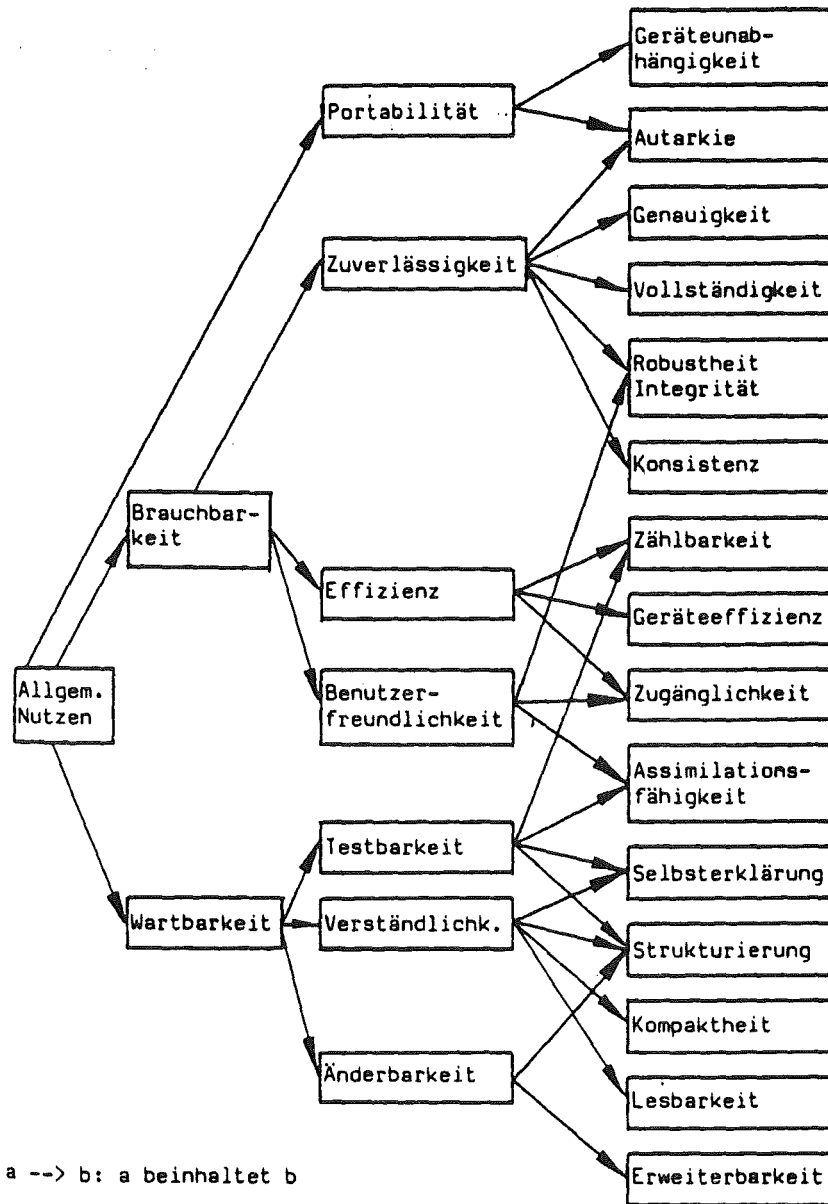 Geräteunab-
hängigkeit
Portabilität
Autarkie
Genauigkeit
Zuverlässigkeit
Vollständigkeit
Robustheit
Integrität
Konsistenz
Brauchbar-
keit
Zählbarkeit
Effizienz
Geräteeffizienz
Allgem.
Nutzen
Benutzer-
freundlichkeit
Zugänglichkeit
Assimilations-
fähigkeit
Testbarkeit
Selbsterklärung
Wartbarkeit
Verständlichk.
Strukturierung
Kompaktheit
Änderbarkeit
Lesbarkeit
Erweiterbarkeit
a --> b: a beinhaltet b